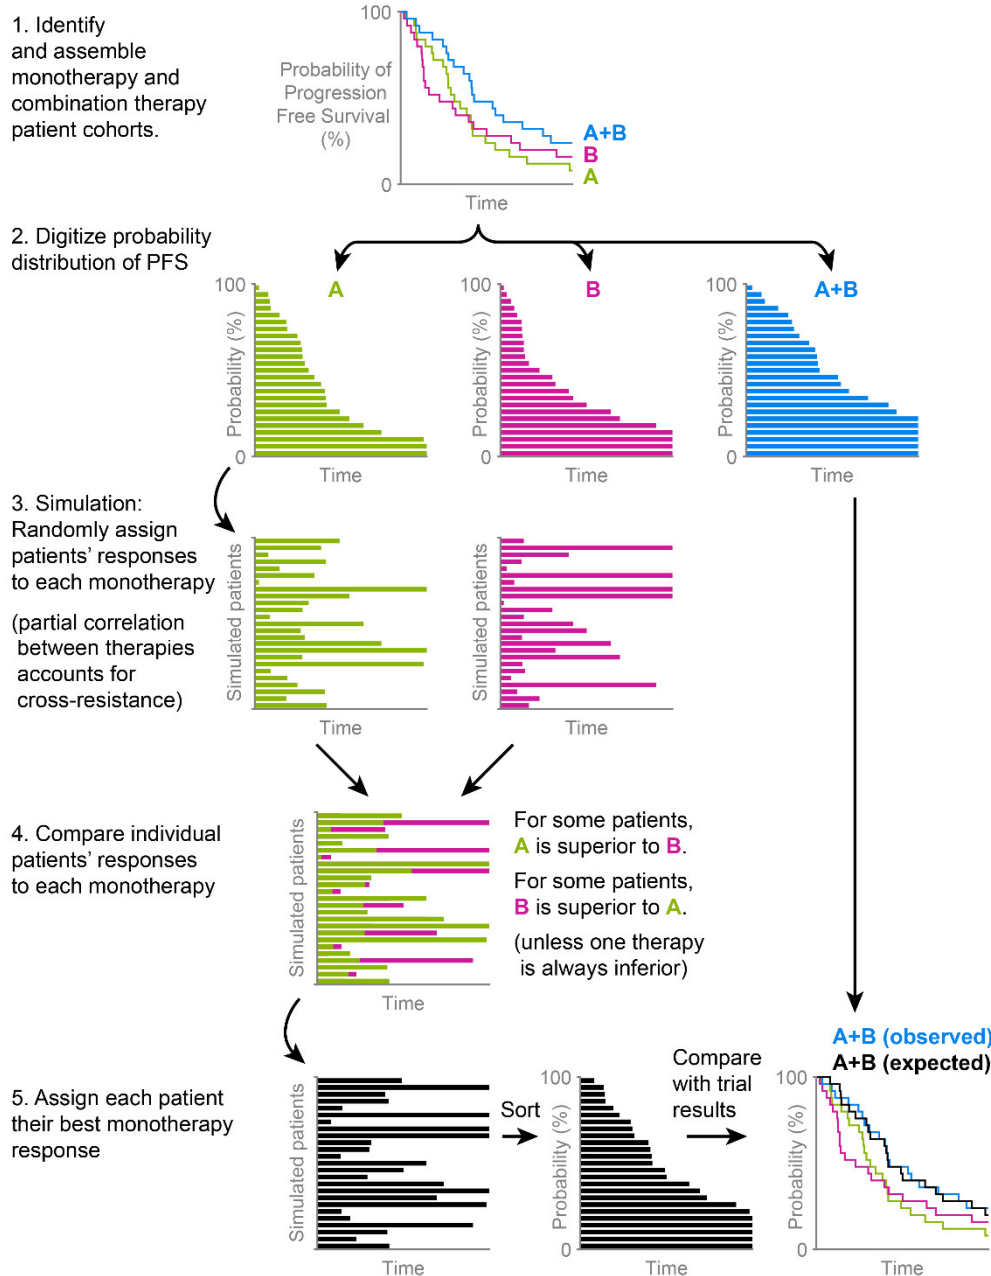 1. Identify
and assemble
monotherapy and
combination therapy
patient cohorts.
100
Probability of
Progression
Free Survival
(%)
0
A+B
B
A
Time
2. Digitize probability
distribution of PFS
100
A
Probability (%)
0
Time
100
B
Probability (%)
0
Time
100
A+B
Probability (%)
0
Time
3. Simulation:
Randomly assign
patients’ responses
to each monotherapy
(partial correlation
between therapies
accounts for
cross-resistance)
Simulated patients
Time
Simulated patients
Time
4. Compare individual
patients’ responses
to each monotherapy
Simulated patients
Time
For some patients,
A is superior to B.
For some patients,
B is superior to A.
(unless one therapy
is always inferior)
5. Assign each patient
their best monotherapy
response
Simulated patients
Time
Sort
100
Probability (%)
0
Time
Compare
with trial
results
A+B (observed)
A+B (expected)
100
Probability (%)
0
Time